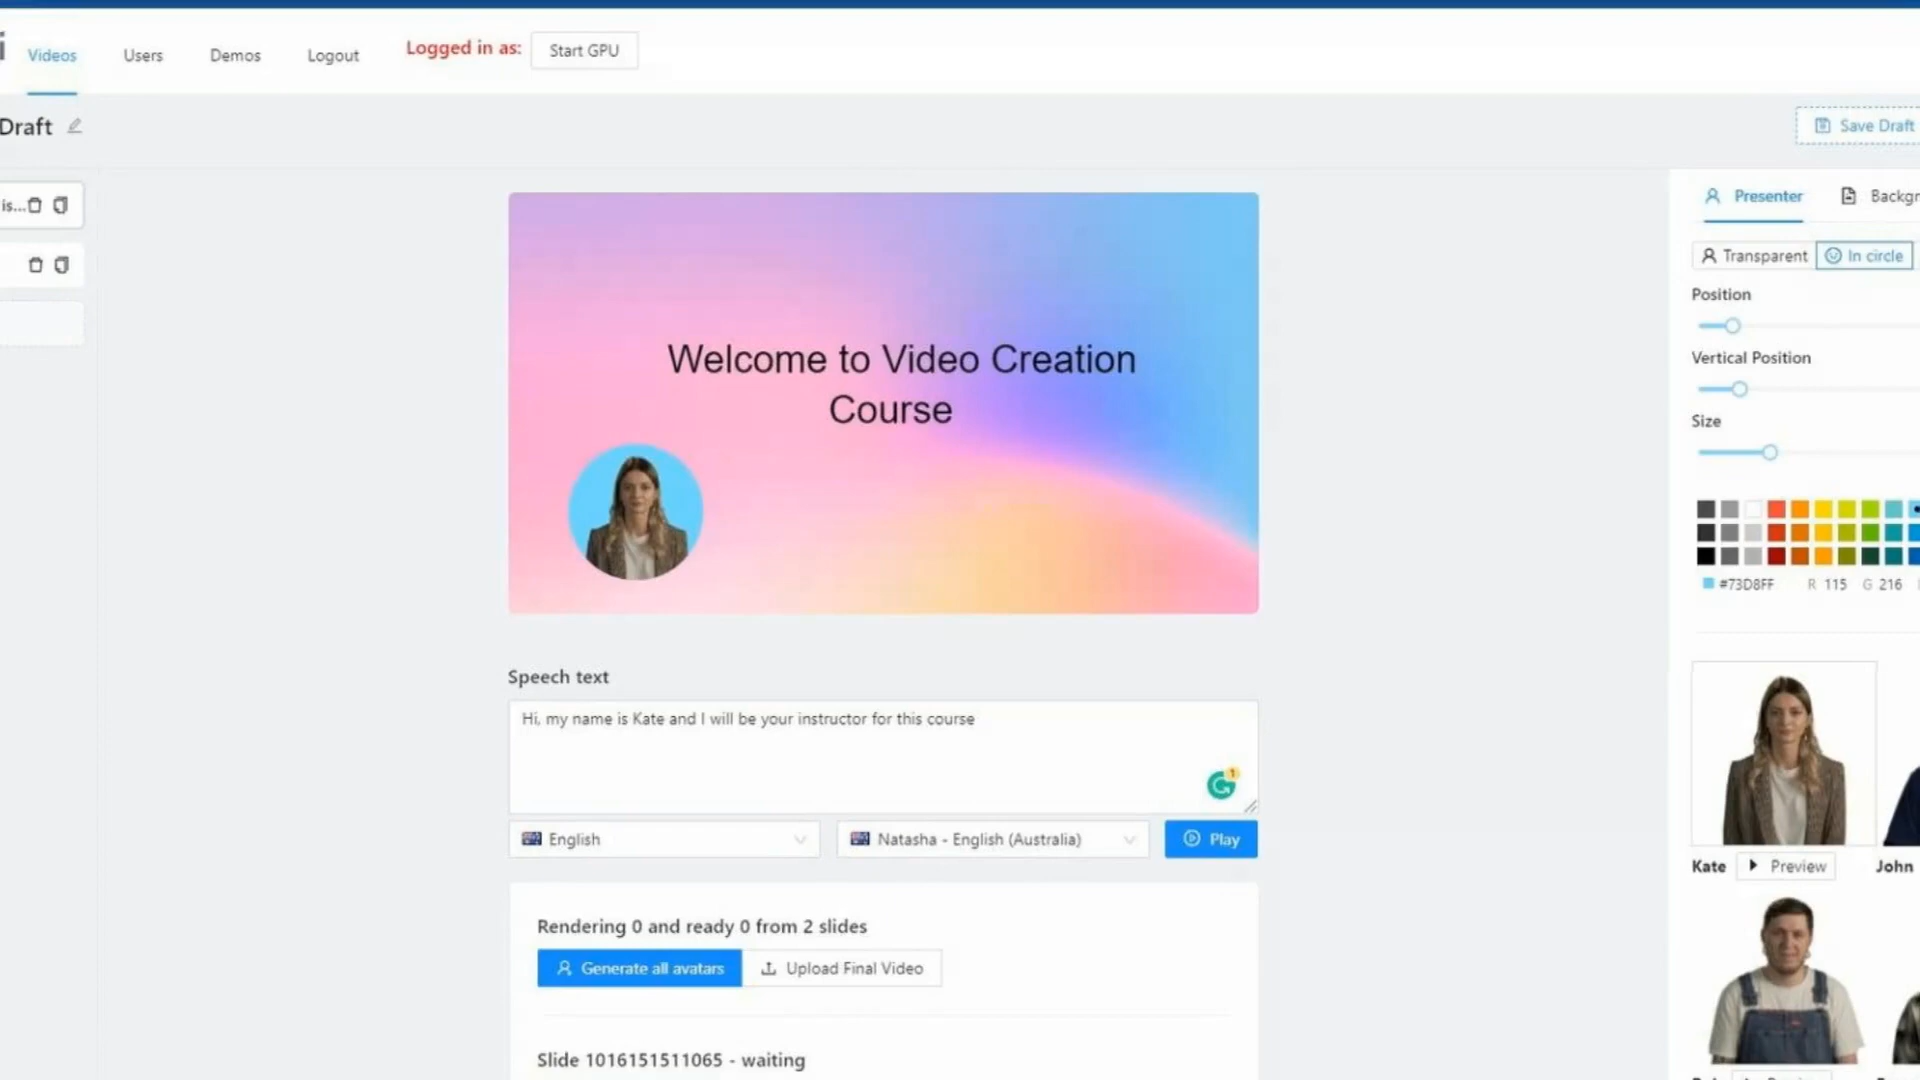 Videos
Users
Demos
Logout
Logged in as:
Start GPU
Draft
Save Draft
is...
Presenter
Backgr
Transparent
In circle
Position
Vertical Position
Size
#73D8FF
R 115
G 216
Welcome to Video Creation
Course
Speech text
Hi, my name is Kate and I will be your instructor for this course
1
English
Natasha - English (Australia)
Play
Kate
Preview
John
Rendering 0 and ready 0 from 2 slides
Generate all avatars
Upload Final Video
Slide 1016151511065 - waiting